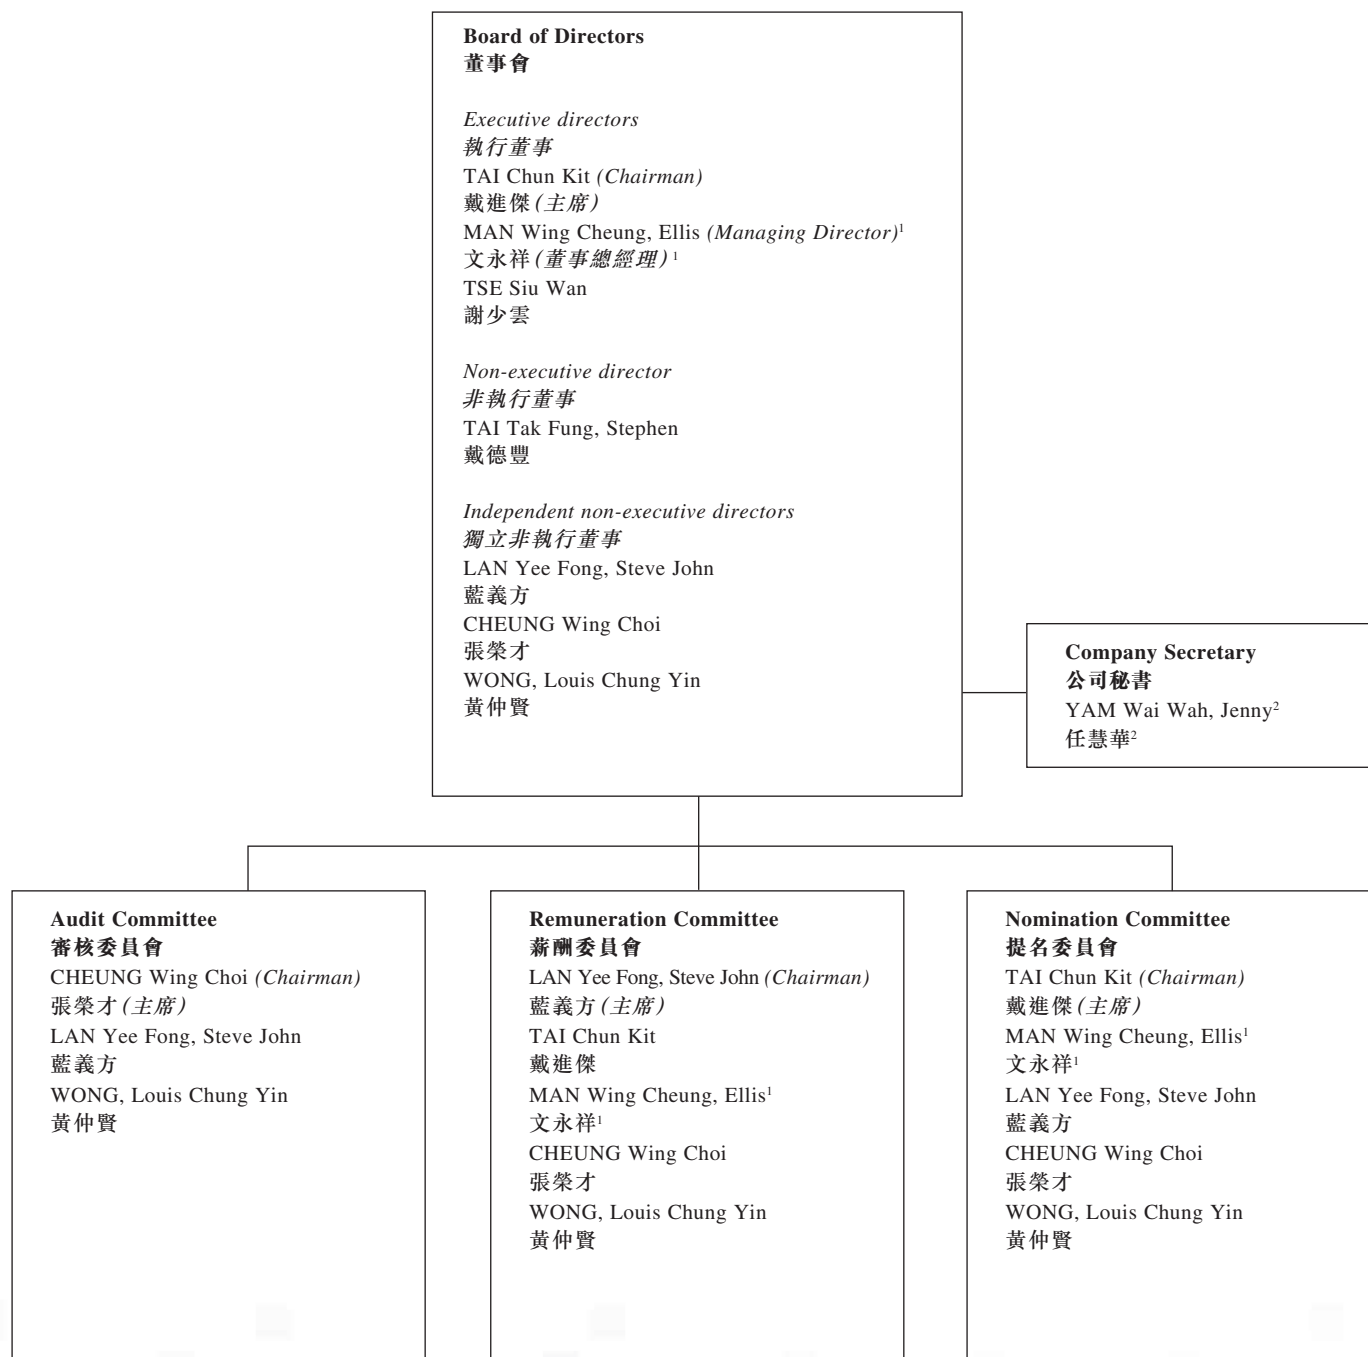 Board of Directors
董事會
Executive directors
執行董事
TAI Chun Kit (Chairman)
戴進傑(主席)
MAN Wing Cheung, Ellis (Managing Director)¹
文永祥(董事總經理)¹
TSE Siu Wan
謝少雲
Non-executive director
非執行董事
TAI Tak Fung, Stephen
戴德豐
Independent non-executive directors
獨立非執行董事
LAN Yee Fong, Steve John
藍義方
CHEUNG Wing Choi
張榮才
WONG, Louis Chung Yin
黃仲賢
Company Secretary
公司秘書
YAM Wai Wah, Jenny²
任慧華²
Audit Committee
審核委員會
CHEUNG Wing Choi (Chairman)
張榮才(主席)
LAN Yee Fong, Steve John
藍義方
WONG, Louis Chung Yin
黃仲賢
Remuneration Committee
薪酬委員會
LAN Yee Fong, Steve John (Chairman)
藍義方(主席)
TAI Chun Kit
戴進傑
MAN Wing Cheung, Ellis¹
文永祥¹
CHEUNG Wing Choi
張榮才
WONG, Louis Chung Yin
黃仲賢
Nomination Committee
提名委員會
TAI Chun Kit (Chairman)
戴進傑(主席)
MAN Wing Cheung, Ellis¹
文永祥¹
LAN Yee Fong, Steve John
藍義方
CHEUNG Wing Choi
張榮才
WONG, Louis Chung Yin
黃仲賢